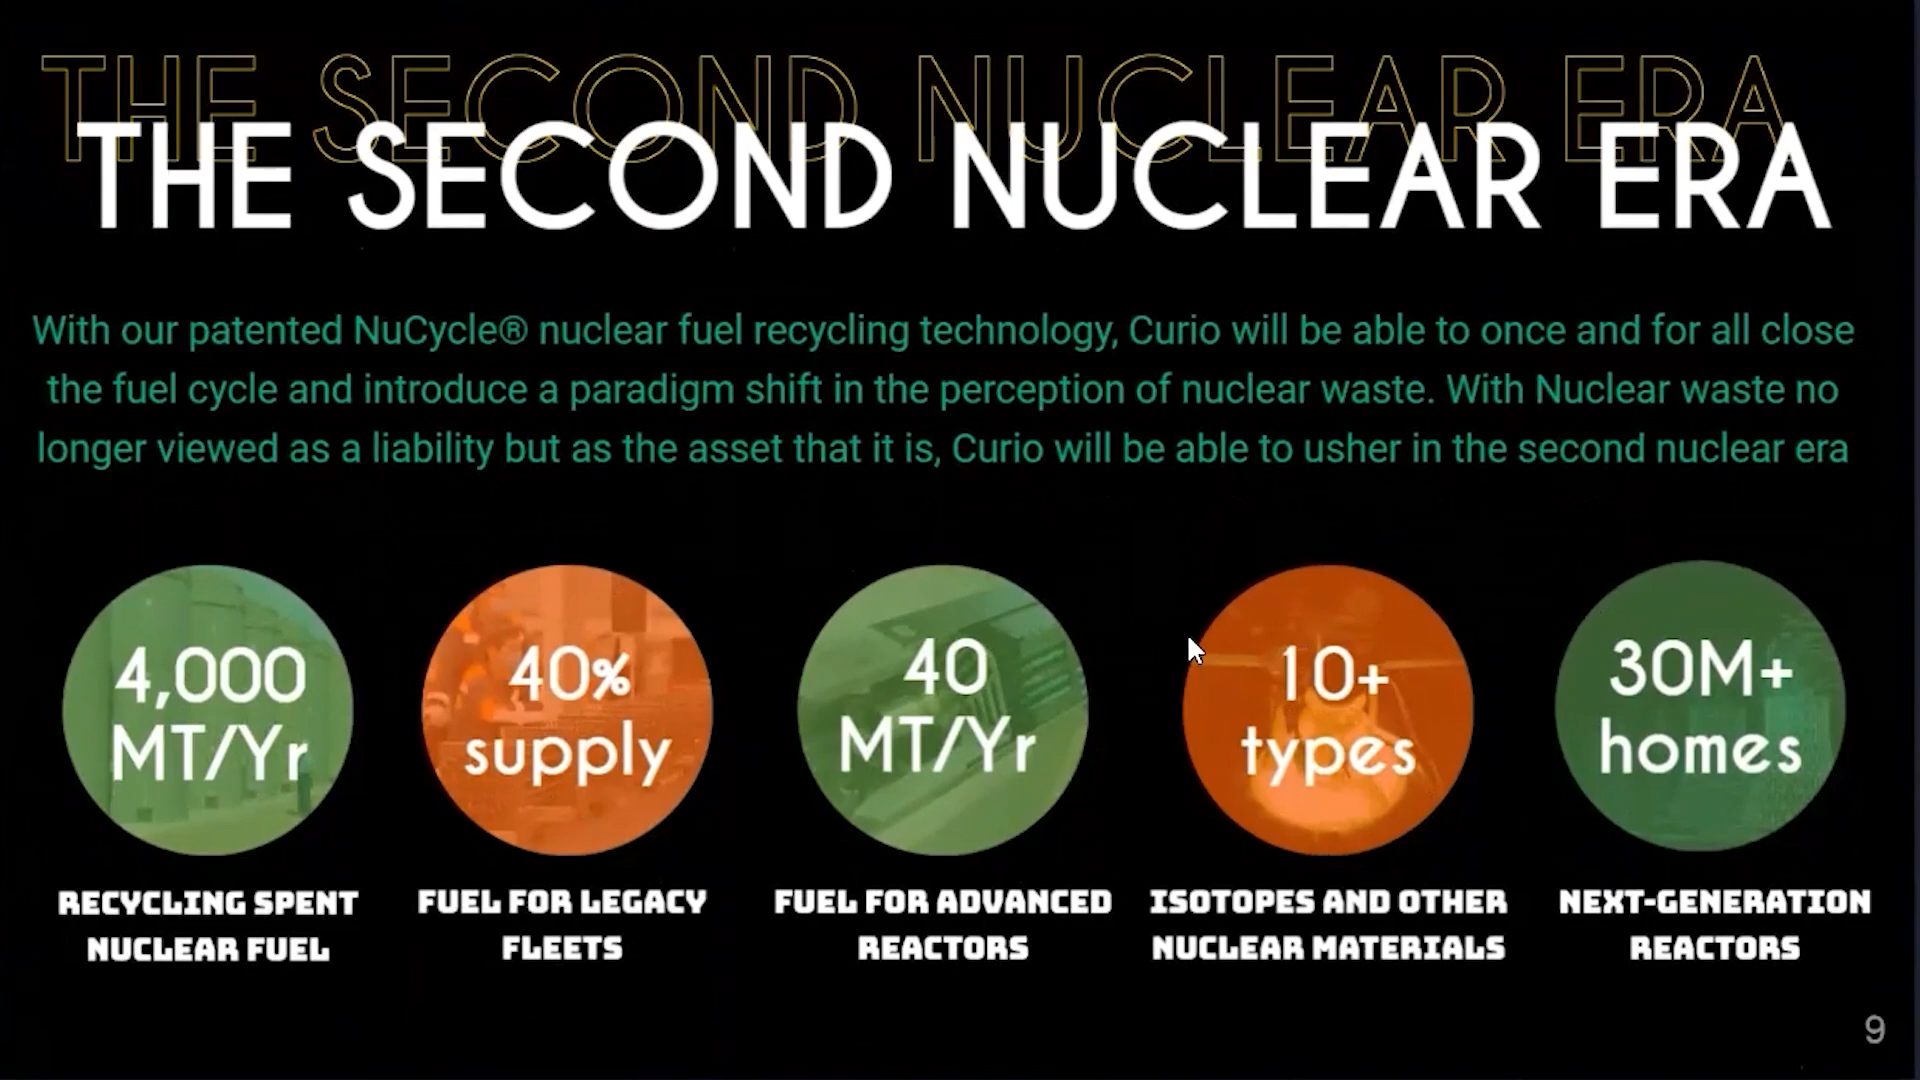 THE SECOND NUCLEAR ERA
THE SECOND NUCLEAR ERA
With our patented NuCycle® nuclear fuel recycling technology, Curio will be able to once and for all close
the fuel cycle and introduce a paradigm shift in the perception of nuclear waste. With Nuclear waste no
longer viewed as a liability but as the asset that it is, Curio will be able to usher in the second nuclear era
4,000
MT/Yr
RECYCLING SPENT
NUCLEAR FUEL
40%
supply
FUEL FOR LEGACY
FLEETS
40
MT/Yr
FUEL FOR ADVANCED
REACTORS
10+
types
ISOTOPES AND OTHER
NUCLEAR MATERIALS
30M+
homes
NEXT-GENERATION
REACTORS
9